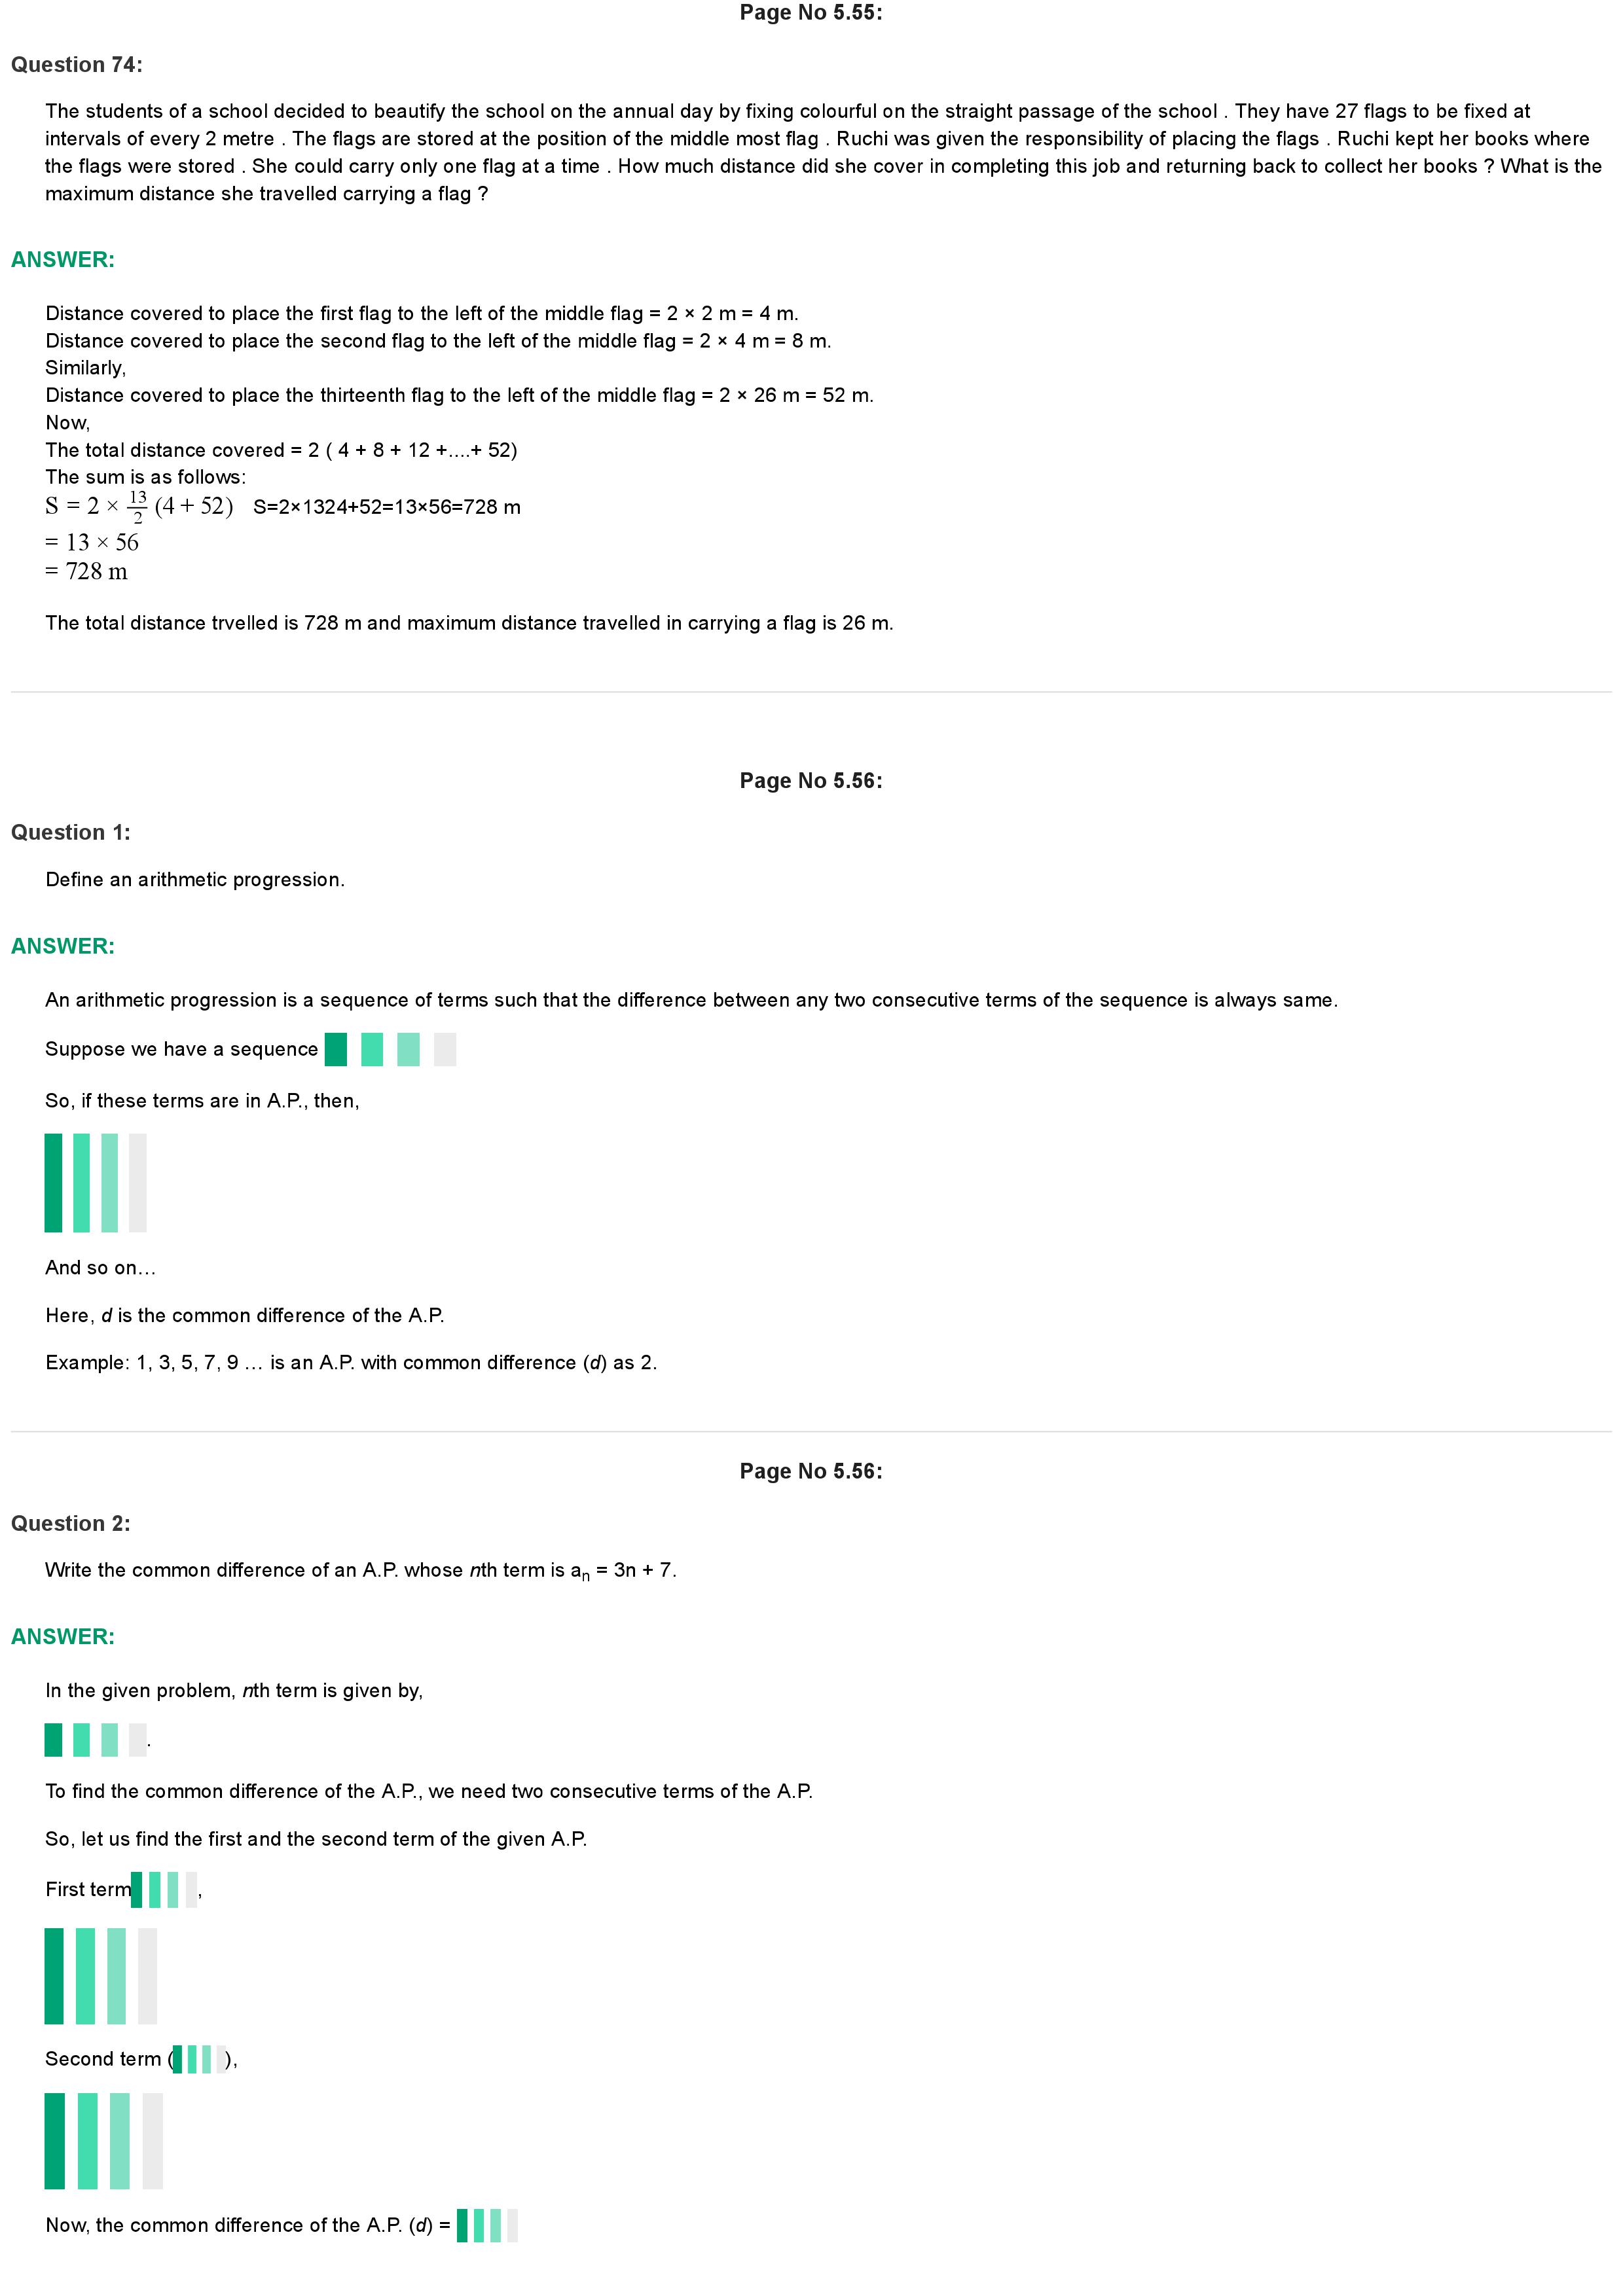 Page No 5.55:
Question 74:
The students of a school decided to beautify the school on the annual day by fixing colourful on the straight passage of the school . They have 27 flags to be fixed at
intervals of every 2 metre . The flags are stored at the position of the middle most flag . Ruchi was given the responsibility of placing the flags . Ruchi kept her books where
the flags were stored . She could carry only one flag at a time . How much distance did she cover in completing this job and returning back to collect her books ? What is the
maximum distance she travelled carrying a flag ?
ANSWER:
Distance covered to place the first flag to the left of the middle flag = 2 × 2 m = 4 m.
Distance covered to place the second flag to the left of the middle flag = 2 × 4 m = 8 m.
Similarly,
Distance covered to place the thirteenth flag to the left of the middle flag = 2 × 26 m = 52 m.
Now,
The total distance covered = 2 ( 4 + 8 + 12 +....+ 52)
The sum is as follows:
S = 2 × 13/2 (4 + 52) S=2×1324+52=13×56=728 m
= 13 × 56
= 728 m
The total distance trvelled is 728 m and maximum distance travelled in carrying a flag is 26 m.
Page No 5.56:
Question 1:
Define an arithmetic progression.
ANSWER:
An arithmetic progression is a sequence of terms such that the difference between any two consecutive terms of the sequence is always same.
Suppose we have a sequence
So, if these terms are in A.P., then,
And so on…
Here, d is the common difference of the A.P.
Example: 1, 3, 5, 7, 9 … is an A.P. with common difference (d) as 2.
Page No 5.56:
Question 2:
Write the common difference of an A.P. whose nth term is aₙ = 3n + 7.
ANSWER:
In the given problem, nth term is given by,
.
To find the common difference of the A.P., we need two consecutive terms of the A.P.
So, let us find the first and the second term of the given A.P.
First term ,
Second term ( ),
Now, the common difference of the A.P. (d) =